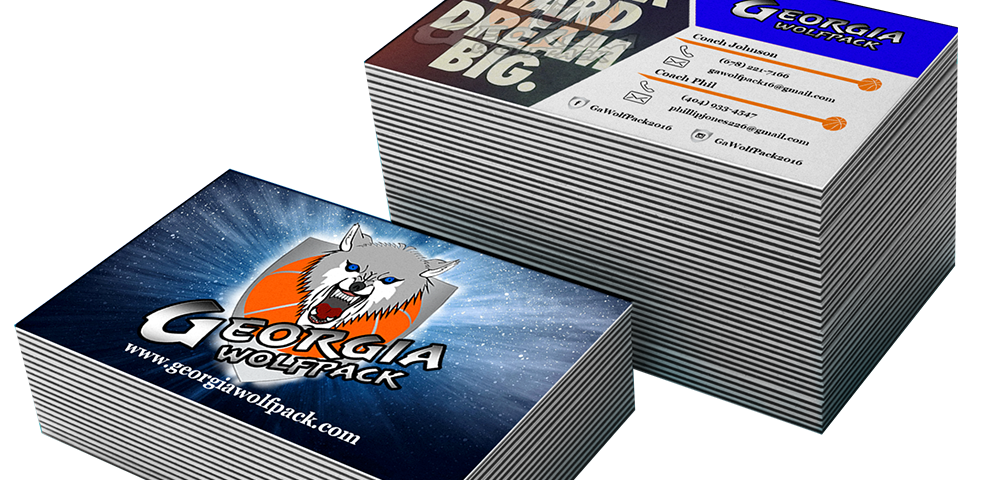 HARD
DREAM
BIG.
GEORGIA
WOLFPACK
Coach Johnson
(678) 221-7166
gawolfpack16@gmail.com
Coach Phil
(404) 933-4547
phillipjones226@gmail.com
GaWolfPack2016
GaWolfPack2016
GEORGIA
WOLFPACK
www.georgiawolfpack.com